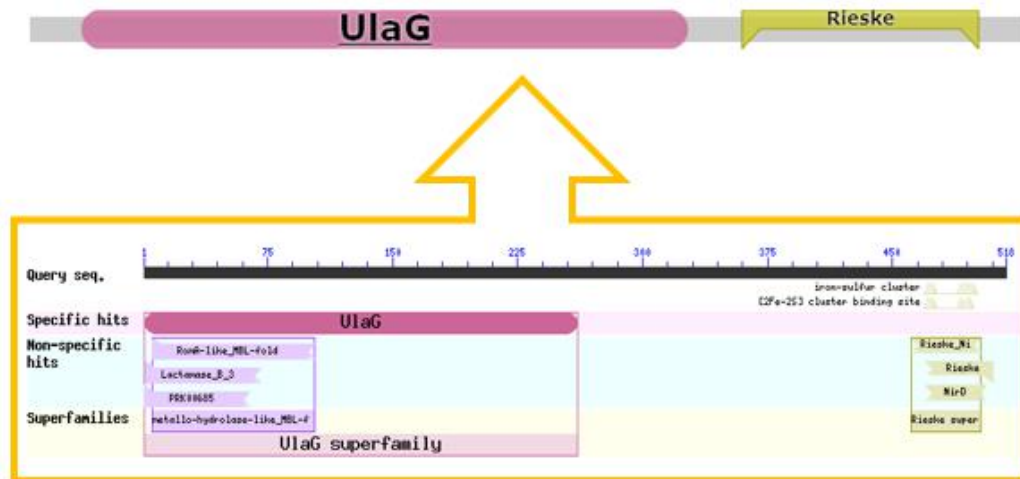 UlaG
Rieske
1 75 150 225 300 375 450 510
Query seq.
iron-sulfur cluster
[2Fe-2S] cluster binding site
Specific hits
UlaG
Non-specific
hits
RomA-like_MBL-fold
Rieske_Ni
Lactamase_B_3
Rieske
PRK00685
NirD
Superfamilies
metallo-hydrolase-like_MBL-f
Rieske super
UlaG superfamily